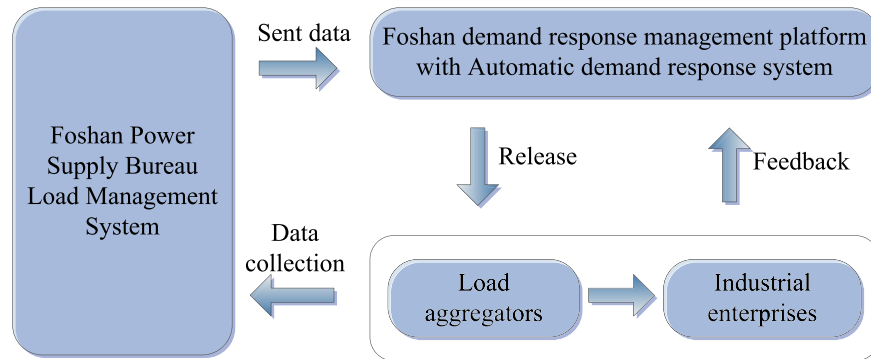 Sent data
Foshan demand response management platform
with Automatic demand response system
Foshan Power
Supply Bureau
Load Management
System
Release
Feedback
Data
collection
Load
aggregators
Industrial
enterprises